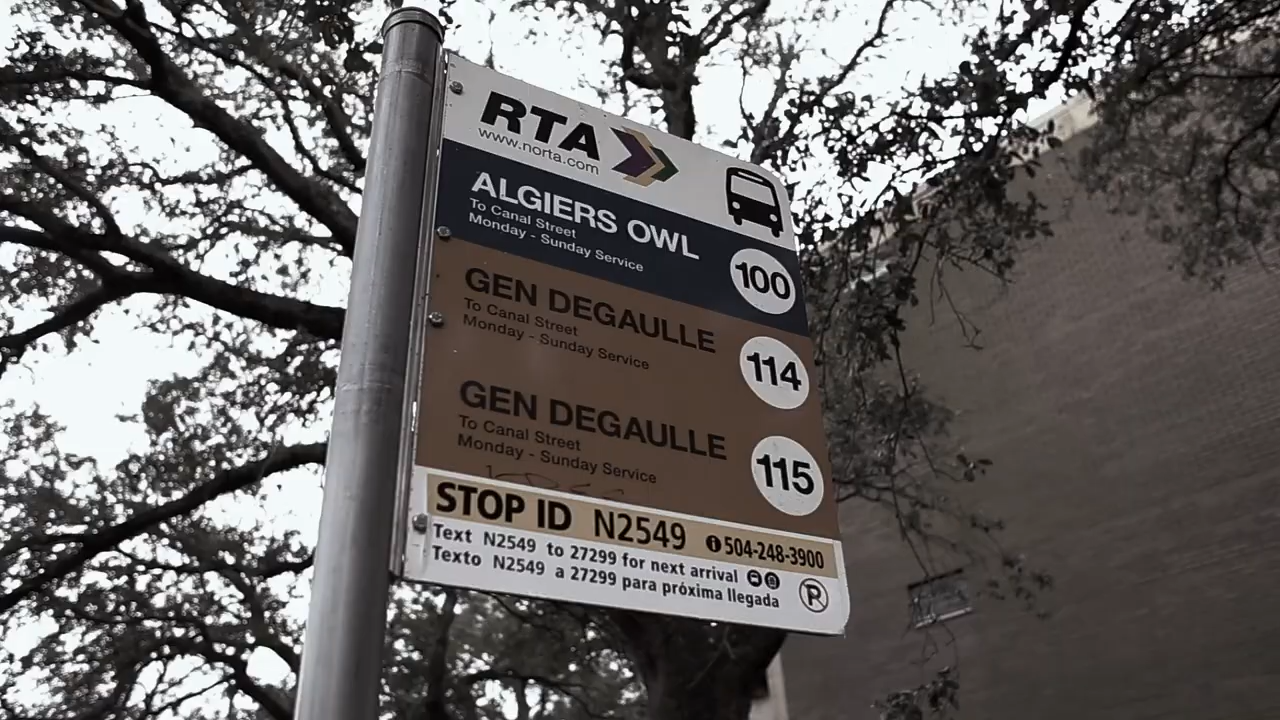 RTA
www.norta.com
ALGIERS OWL
To Canal Street
Monday - Sunday Service
100
GEN DEGAULLE
To Canal Street
Monday - Sunday Service
114
GEN DEGAULLE
To Canal Street
Monday - Sunday Service
115
STOP ID N2549 504-248-3900
Text N2549 to 27299 for next arrival
Texto N2549 a 27299 para próxima llegada
P